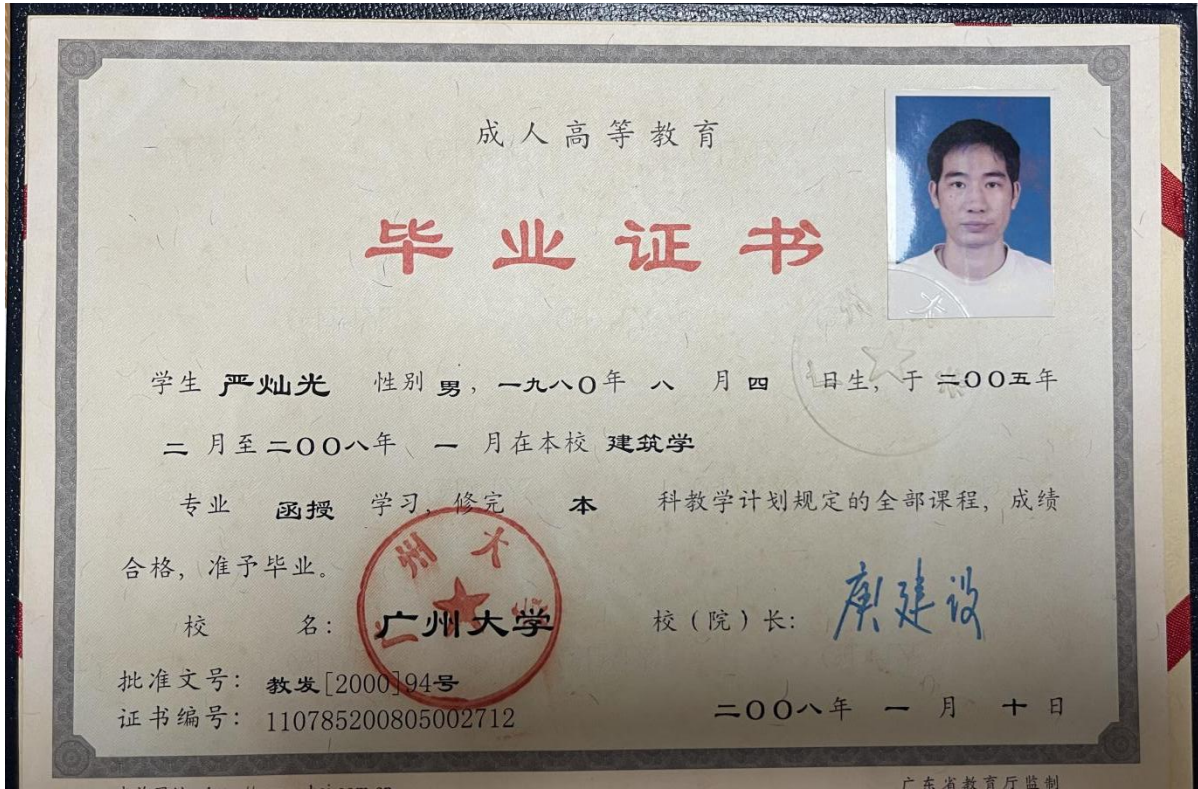 成人高等教育
毕业证书
学生 严灿光 性别 男，一九八〇年 八 月 四 日生，于 二〇〇五年
二 月至 二〇〇八年 一 月在本校 建筑学
专业 函授 学习，修完 本 科教学计划规定的全部课程，成绩
合格，准予毕业。
校 名： 广州大学 校（院）长： 庾建设
批准文号： 教发[2000]94号
证书编号： 110785200805002712 二〇〇八年 一 月 十 日
广东省教育厅监制